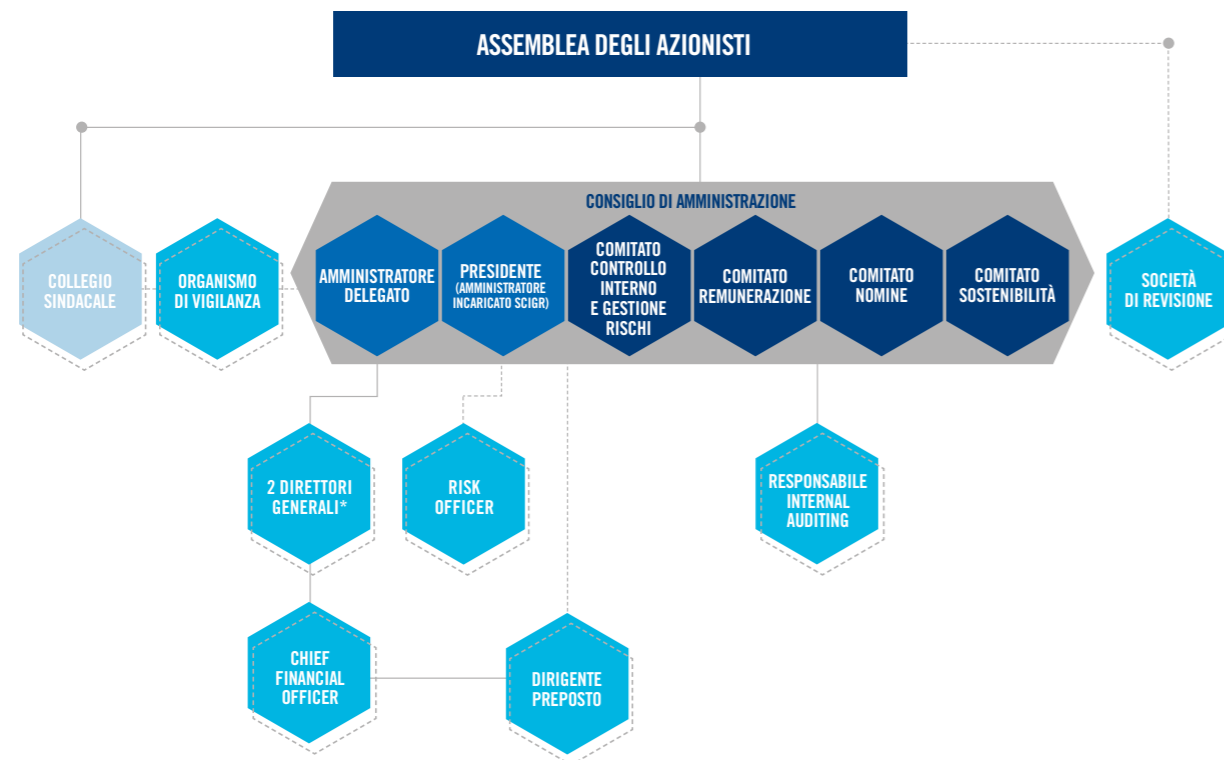 ASSEMBLEA DEGLI AZIONISTI
CONSIGLIO DI AMMINISTRAZIONE
COLLEGIO
SINDACALE
ORGANISMO
DI VIGILANZA
AMMINISTRATORE
DELEGATO
PRESIDENTE
(AMMINISTRATORE
INCARICATO SCIGR)
COMITATO
CONTROLLO
INTERNO
E GESTIONE
RISCHI
COMITATO
REMUNERAZIONE
COMITATO
NOMINE
COMITATO
SOSTENIBILITÀ
SOCIETÀ
DI REVISIONE
2 DIRETTORI
GENERALI*
RISK
OFFICER
RESPONSABILE
INTERNAL
AUDITING
CHIEF
FINANCIAL
OFFICER
DIRIGENTE
PREPOSTO